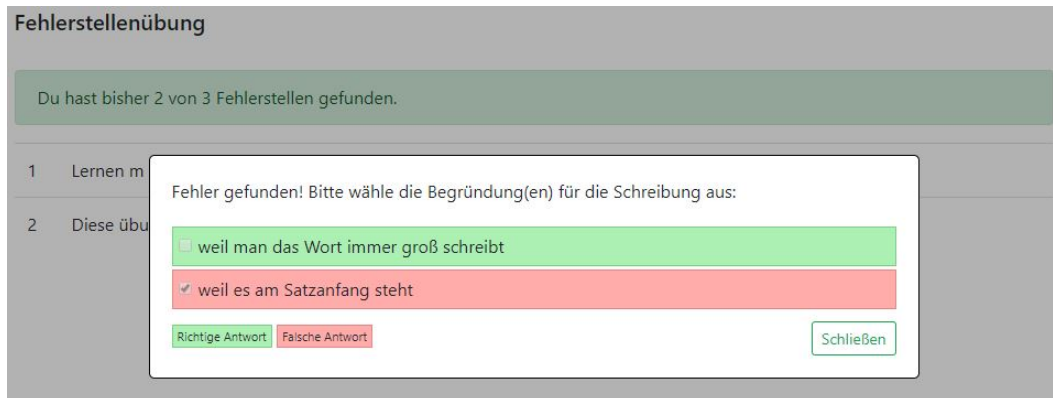 Fehlerstellenübung
Du hast bisher 2 von 3 Fehlerstellen gefunden.
1 Lernen m
2 Diese übu
Fehler gefunden! Bitte wähle die Begründung(en) für die Schreibung aus:
weil man das Wort immer groß schreibt
weil es am Satzanfang steht
Richtige Antwort Falsche Antwort Schließen